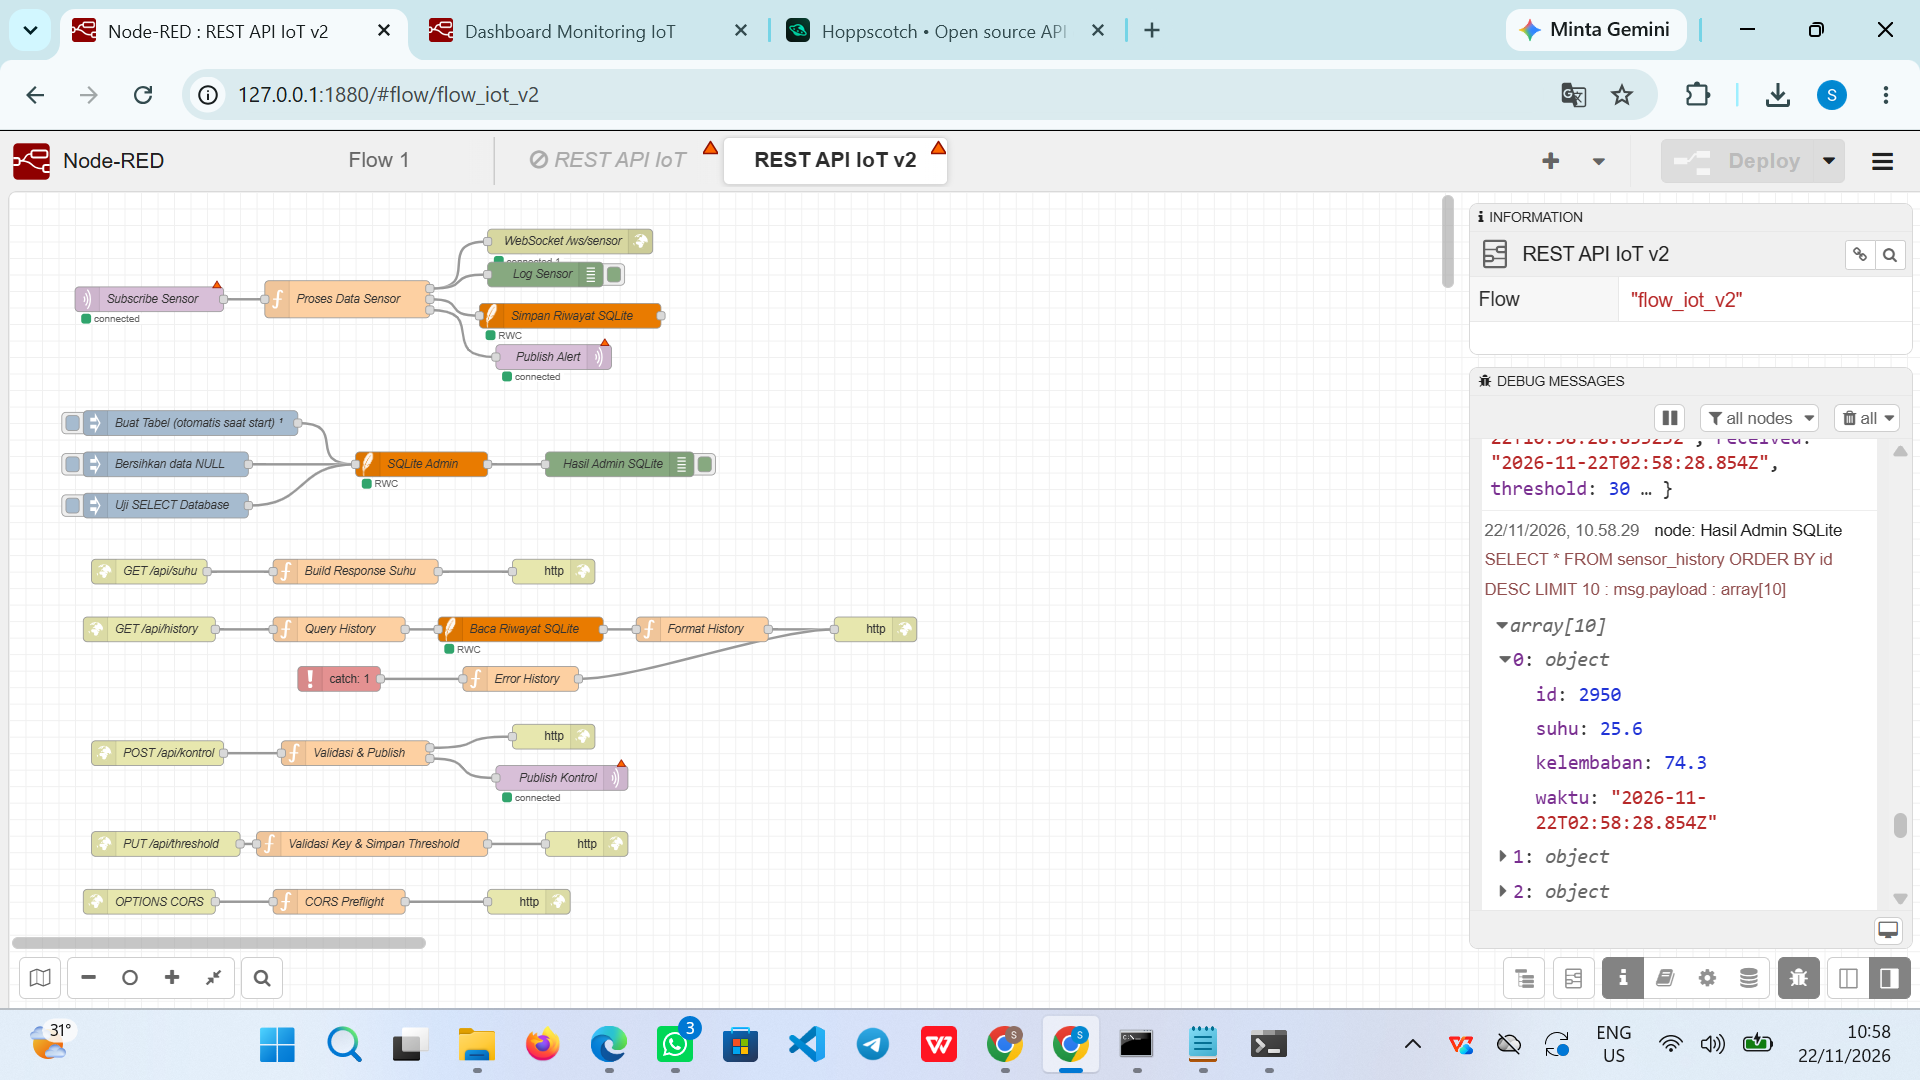 Node-RED : REST API IoT v2
Dashboard Monitoring IoT
Hoppscotch • Open source API
Minta Gemini
127.0.0.1:1880/#flow/flow_iot_v2
S
Node-RED
Flow 1
REST API IoT
REST API IoT v2
Deploy
WebSocket /ws/sensor
connected 1
Log Sensor
Subscribe Sensor
connected
Proses Data Sensor
Simpan Riwayat SQLite
RWC
Publish Alert
connected
Buat Tabel (otomatis saat start) ¹
Bersihkan data NULL
Uji SELECT Database
SQLite Admin
RWC
Hasil Admin SQLite
GET /api/suhu
Build Response Suhu
http
GET /api/history
Query History
Baca Riwayat SQLite
RWC
Format History
http
catch: 1
Error History
POST /api/kontrol
Validasi & Publish
http
Publish Kontrol
connected
PUT /api/threshold
Validasi Key & Simpan Threshold
http
OPTIONS CORS
CORS Preflight
http
INFORMATION
REST API IoT v2
Flow
"flow_iot_v2"
DEBUG MESSAGES
all nodes
all
"2026-11-22T02:58:28.854Z",
threshold: 30 … }
22/11/2026, 10.58.29 node: Hasil Admin SQLite
SELECT * FROM sensor_history ORDER BY id
DESC LIMIT 10 : msg.payload : array[10]
array[10]
0: object
id: 2950
suhu: 25.6
kelembaban: 74.3
waktu: "2026-11-
22T02:58:28.854Z"
1: object
2: object
31°
3
S
S
ENG
US
10:58
22/11/2026